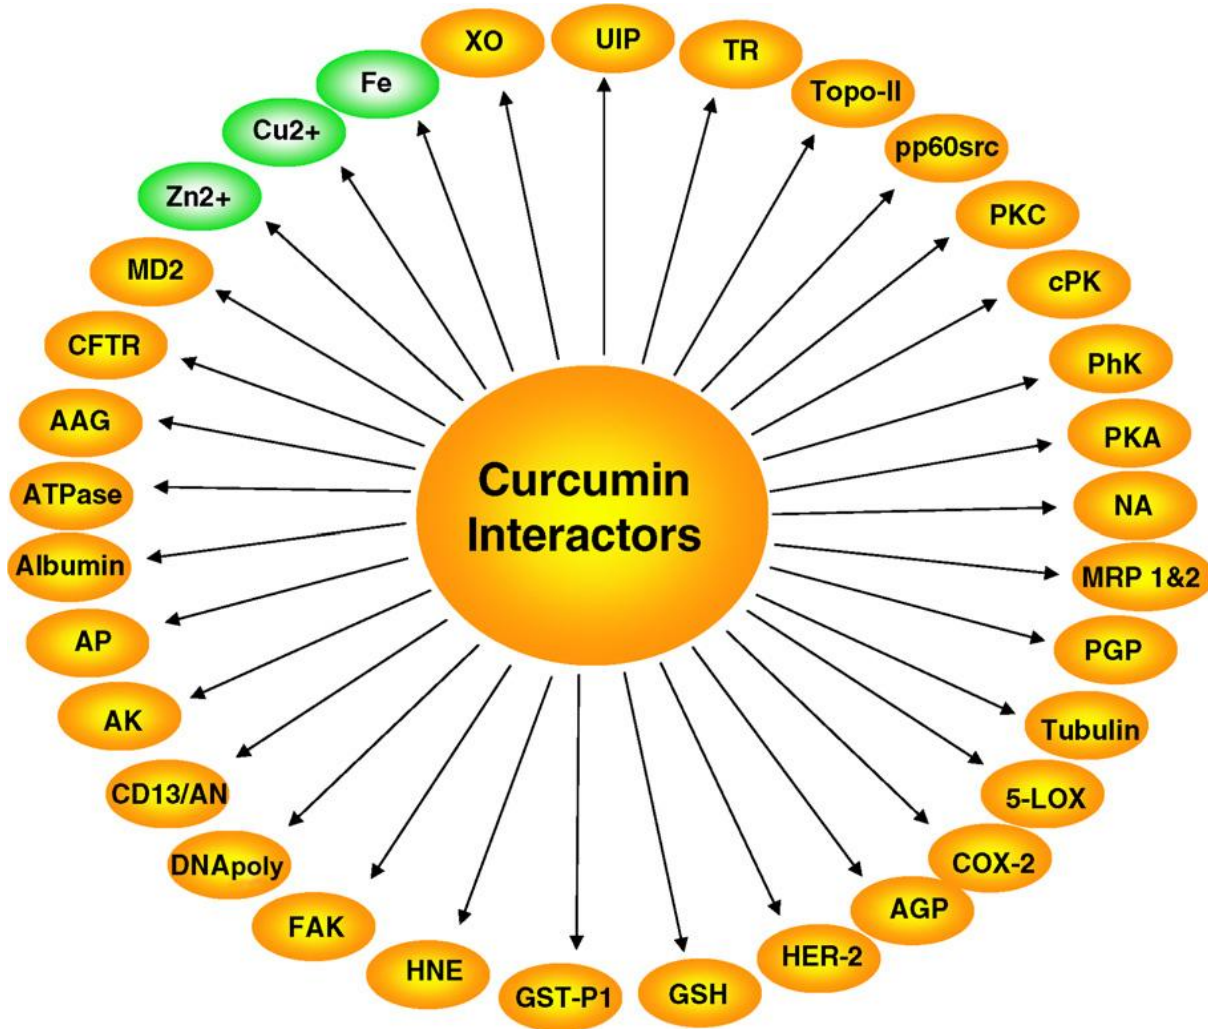 XO
UIP
TR
Topo-II
pp60src
PKC
cPK
PhK
PKA
NA
MRP 1&2
PGP
Tubulin
5-LOX
COX-2
AGP
HER-2
GSH
GST-P1
HNE
FAK
DNApoly
CD13/AN
AK
AP
Albumin
ATPase
AAG
CFTR
MD2
Zn2+
Cu2+
Fe
Curcumin
Interactors